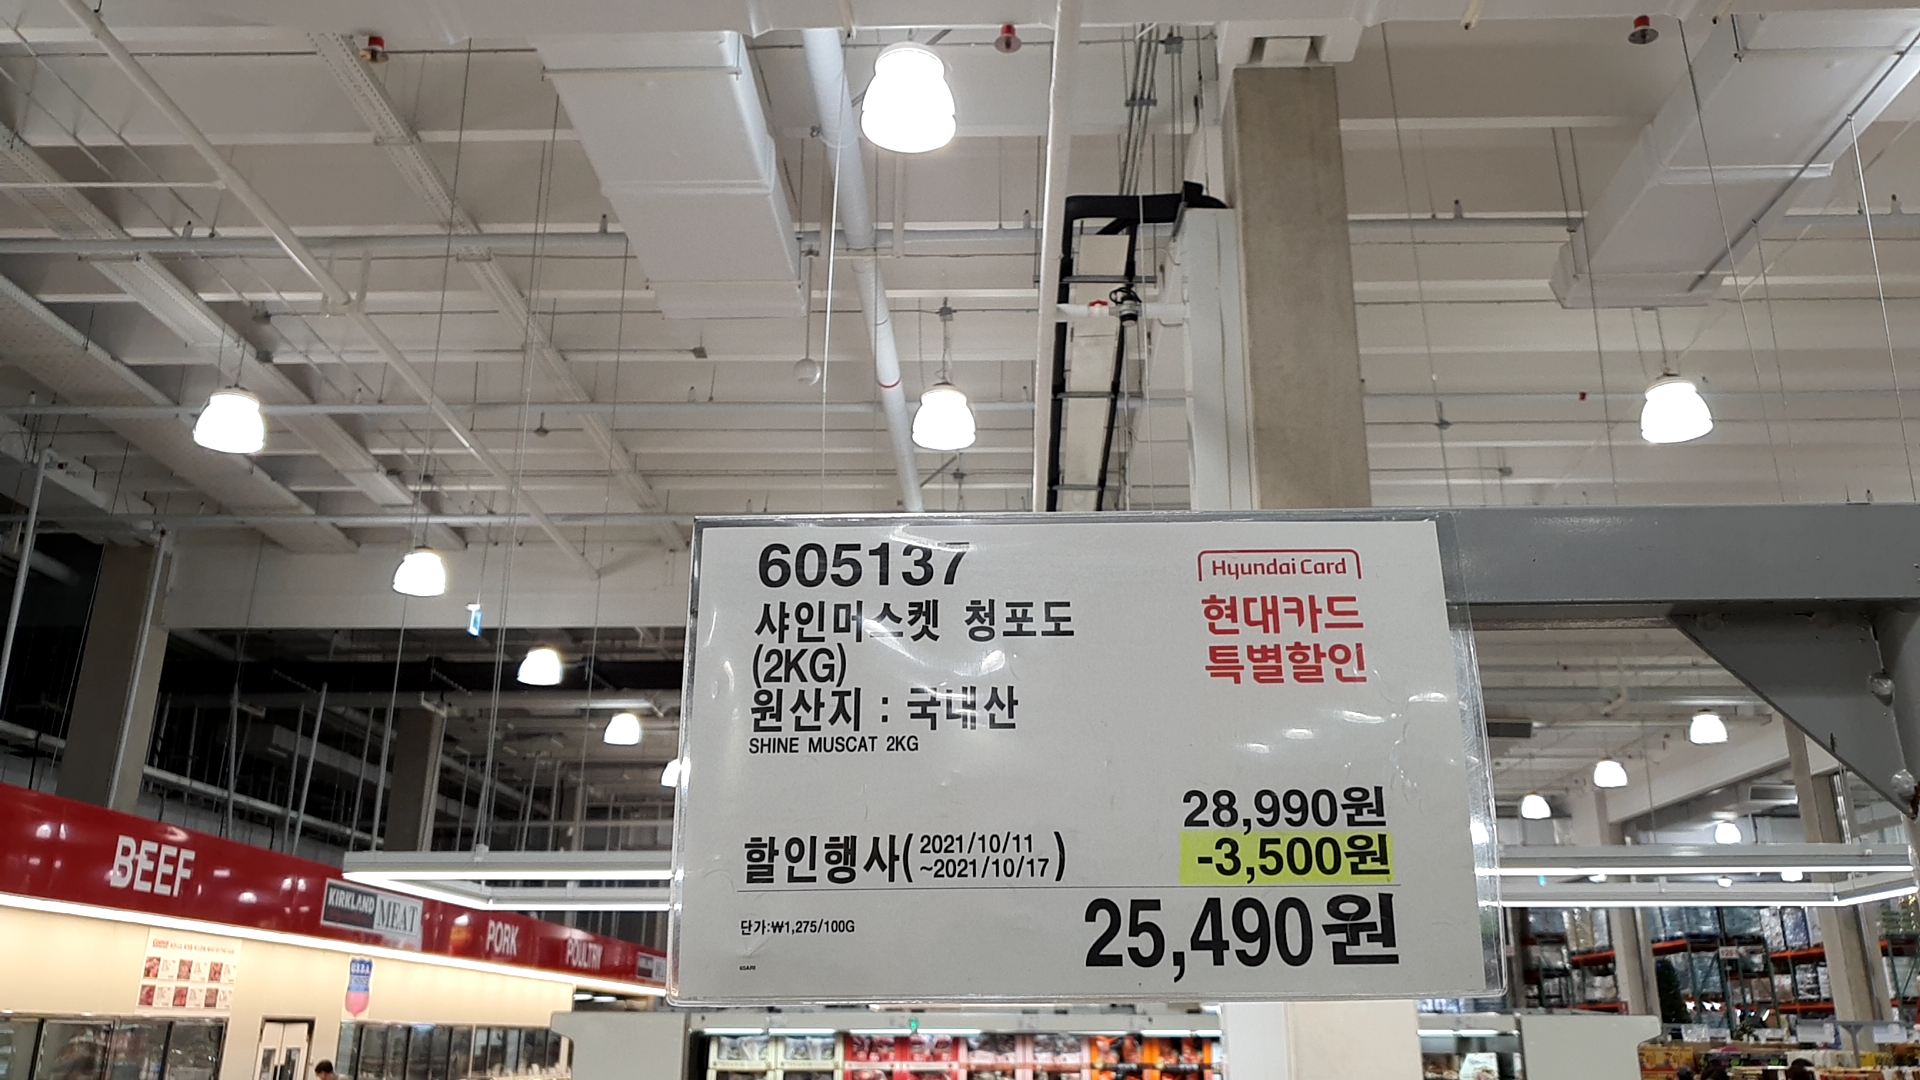 605137
샤인머스켓 청포도
(2KG)
원산지 : 국내산
SHINE MUSCAT 2KG
Hyundai Card
현대카드
특별할인
28,990원
할인행사( 2021/10/11
~2021/10/17 )
-3,500원
단가:₩1,275/100G
25,490원
BEEF
KIRKLAND
MEAT
PORK
POULTRY